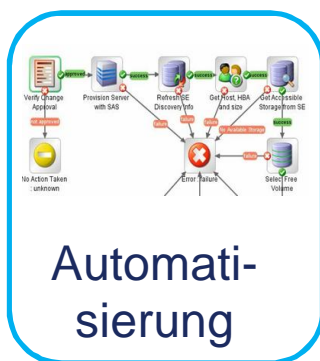 approved
success
success
success
Verify Change
Approval
Provision Server
with SAS
Refresh SE
Discovery Info
Get Host, HBA
and size
Get Accessible
Storage from SE
not approved
failure
failure
failure
No Available Storage
success
failure
No Action Taken
: unknown
Error : failure
Select Free
Volume
Automati-
sierung